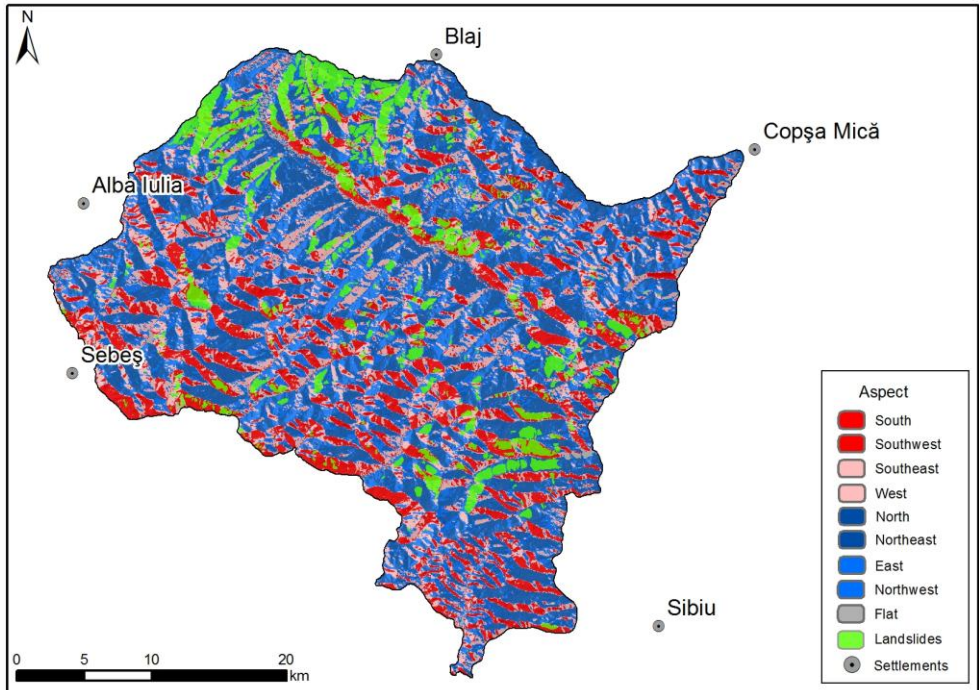 N
Blaj
Copşa Mică
Alba Iulia
Sebeş
Sibiu
Aspect
South
Southwest
Southeast
West
North
Northeast
East
Northwest
Flat
Landslides
Settlements
0 5 10 20
km